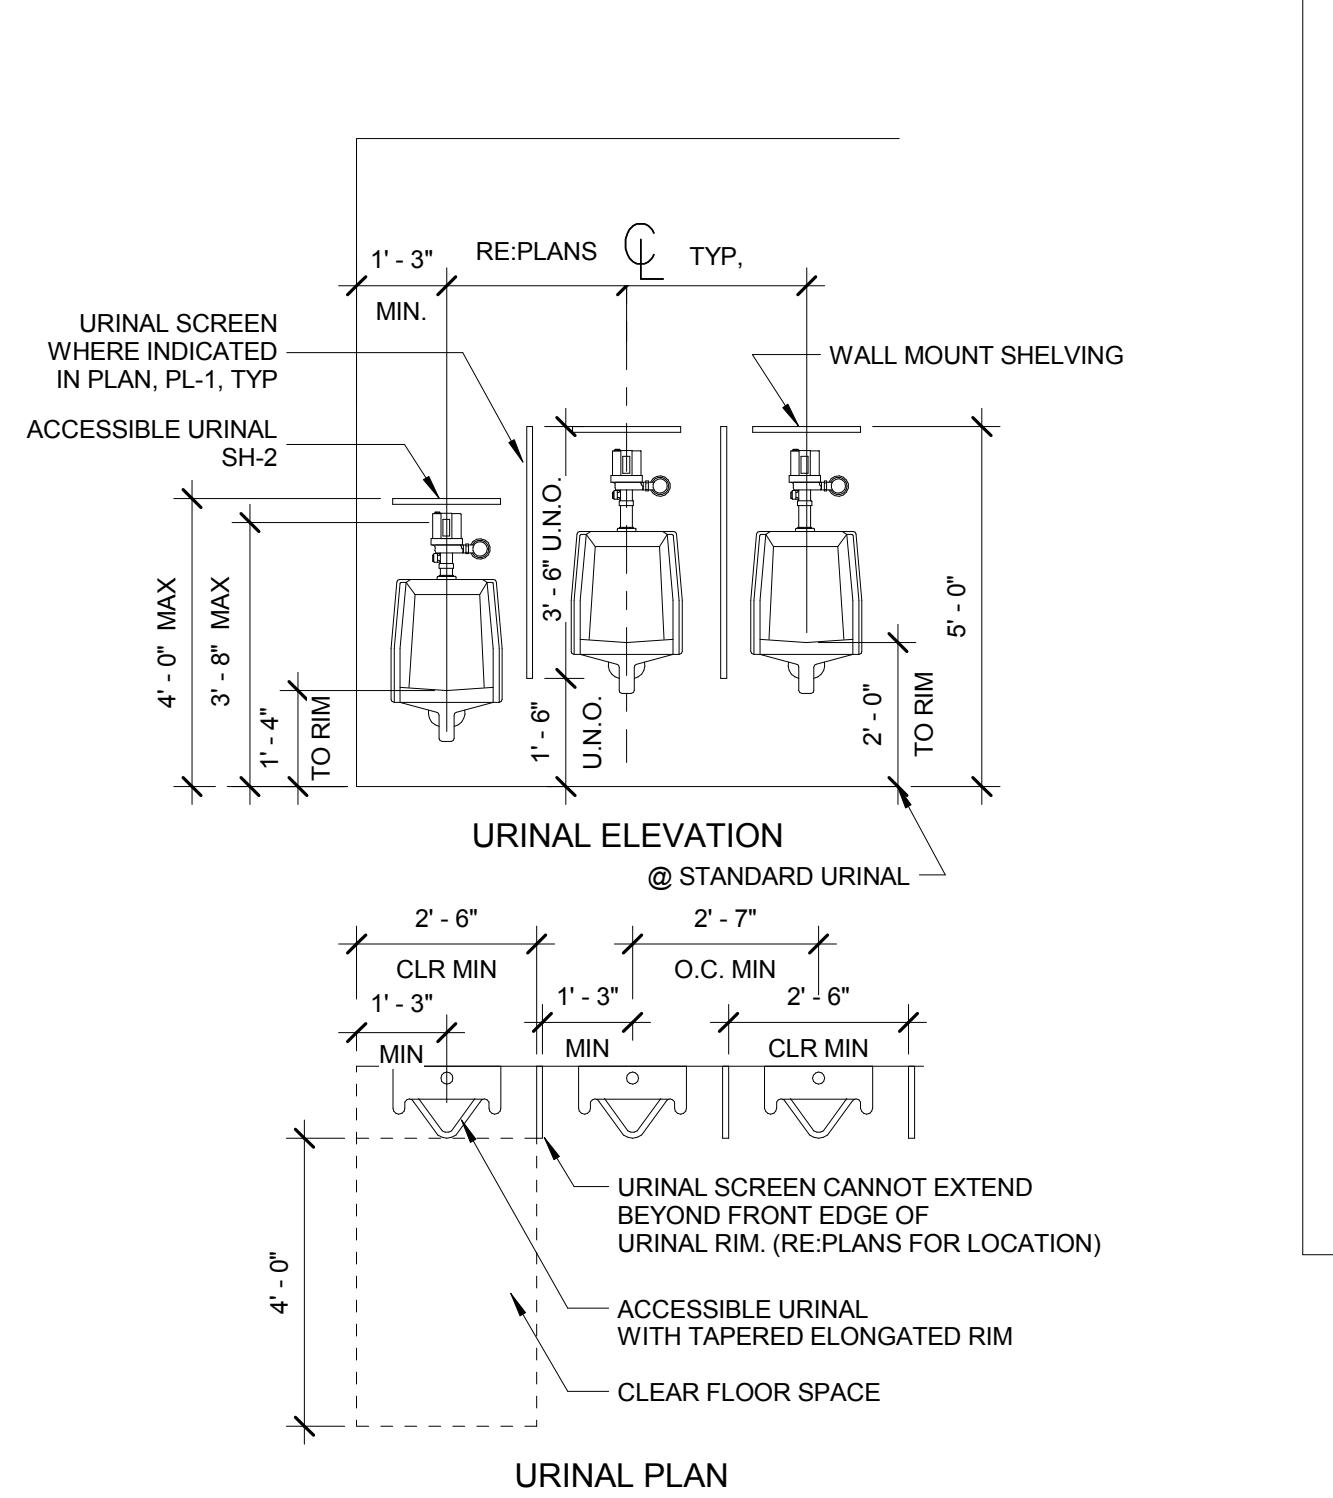 1' - 3"
MIN.
RE:PLANS
CL
TYP,
URINAL SCREEN
WHERE INDICATED
IN PLAN, PL-1, TYP
WALL MOUNT SHELVING
ACCESSIBLE URINAL
SH-2
4' - 0" MAX
3' - 8" MAX
1' - 4"
TO RIM
3' - 6" U.N.O.
1' - 6"
U.N.O.
2' - 0"
TO RIM
5' - 0"
URINAL ELEVATION
@ STANDARD URINAL
2' - 6"
CLR MIN
2' - 7"
O.C. MIN
1' - 3"
MIN
1' - 3"
MIN
2' - 6"
CLR MIN
URINAL SCREEN CANNOT EXTEND
BEYOND FRONT EDGE OF
URINAL RIM. (RE:PLANS FOR LOCATION)
4' - 0"
ACCESSIBLE URINAL
WITH TAPERED ELONGATED RIM
CLEAR FLOOR SPACE
URINAL PLAN